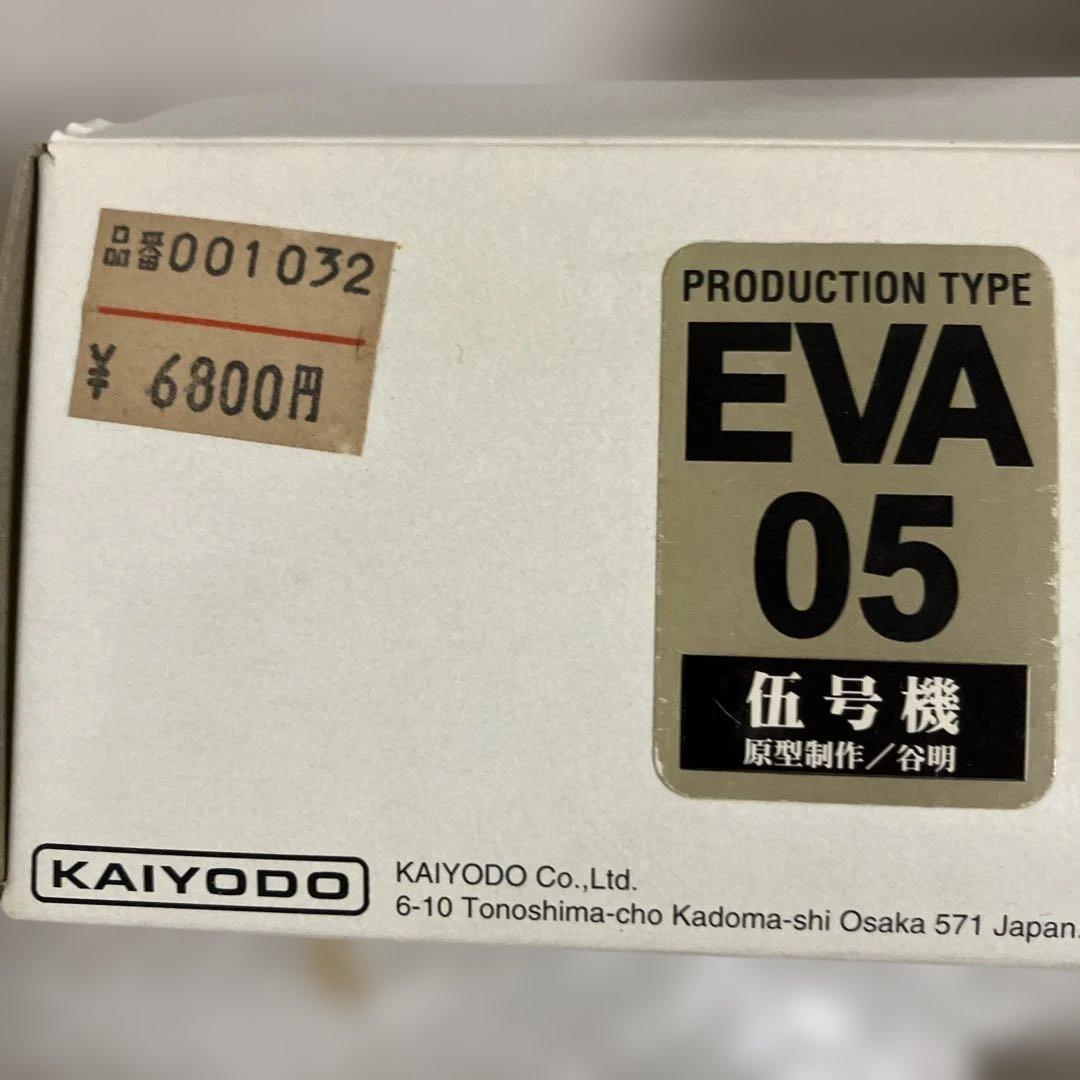 品番001032
¥ 6800円
PRODUCTION TYPE
EVA
05
伍号機
原型制作／谷明
KAIYODO
KAIYODO Co.,Ltd.
6-10 Tonoshima-cho Kadoma-shi Osaka 571 Japan.